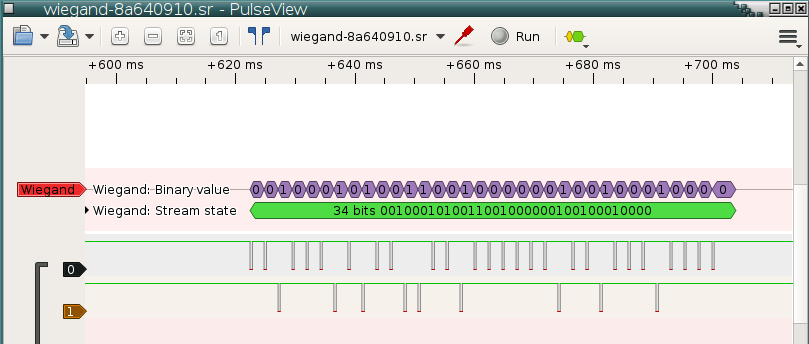 wiegand-8a640910.sr - PulseView
1 wiegand-8a640910.sr Run
+600 ms +620 ms +640 ms +660 ms +680 ms +700 ms
Wiegand Wiegand: Binary value 0 0 1 0 0 0 1 0 1 0 0 1 1 0 0 1 0 0 0 0 0 0 1 0 0 1 0 0 0 1 0 0 0 0
Wiegand: Stream state 34 bits 0010001010011001000000100100010000
0
1